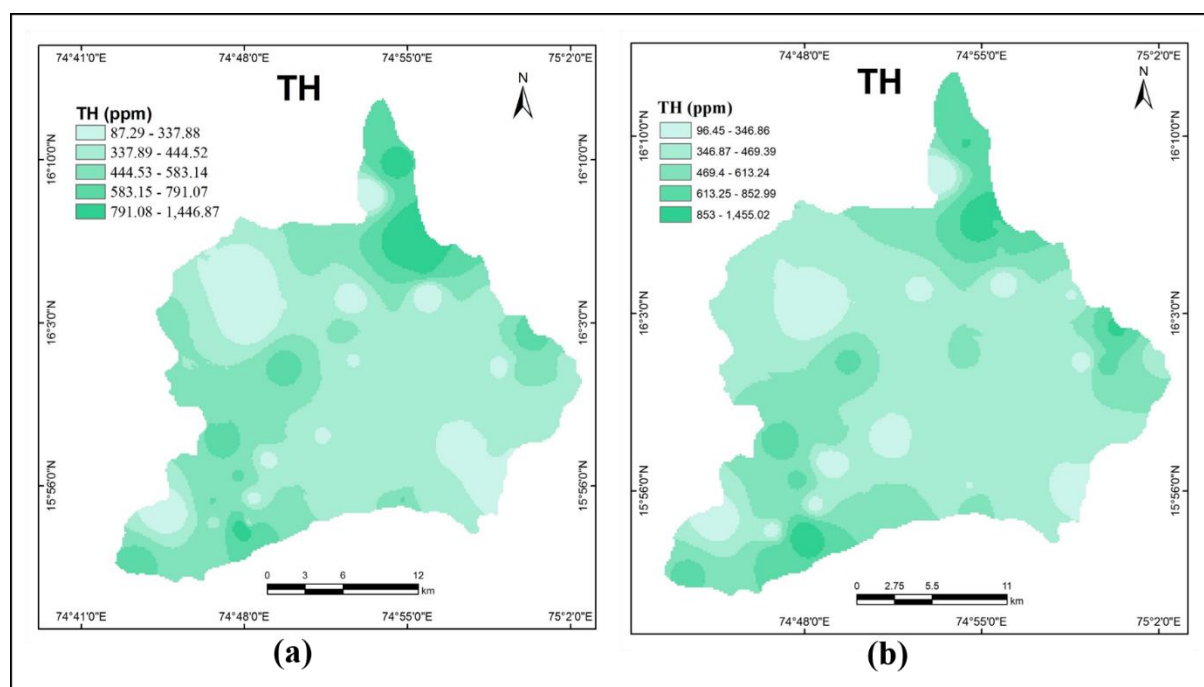 74°41'0"E 74°48'0"E 74°55'0"E 75°2'0"E
TH
N
TH (ppm)
87.29 - 337.88
337.89 - 444.52
444.53 - 583.14
583.15 - 791.07
791.08 - 1,446.87
16°10'0"N
16°3'0"N
15°56'0"N
16°10'0"N
16°3'0"N
15°56'0"N
0 3 6 12
km
74°41'0"E 74°48'0"E 74°55'0"E 75°2'0"E
(a)
74°48'0"E 74°55'0"E 75°2'0"E
TH
N
TH (ppm)
96.45 - 346.86
346.87 - 469.39
469.4 - 613.24
613.25 - 852.99
853 - 1,455.02
16°10'0"N
16°3'0"N
15°56'0"N
16°10'0"N
16°3'0"N
15°56'0"N
0 2.75 5.5 11
km
74°48'0"E 74°55'0"E 75°2'0"E
(b)